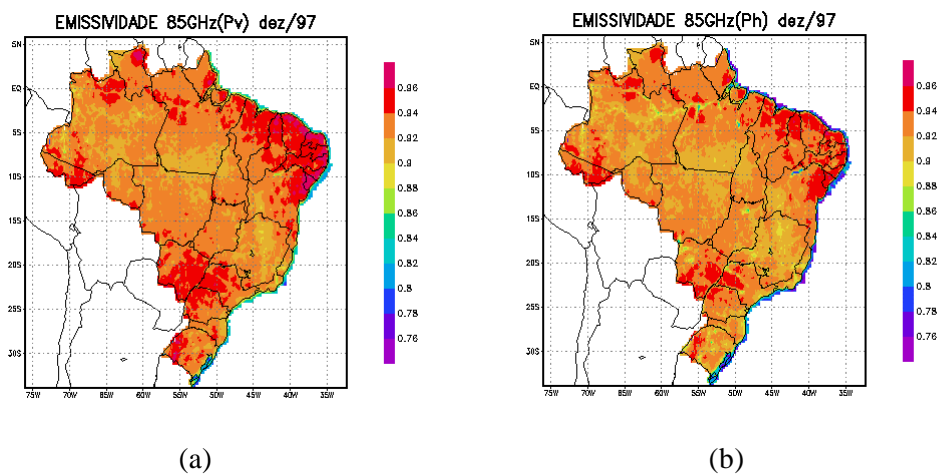 EMISSIVIDADE 85GHz(Pv) dez/97
5N
EQ
5S
10S
15S
20S
25S
30S
75W 70W 65W 60W 55W 50W 45W 40W 35W
0.96
0.94
0.92
0.9
0.88
0.86
0.84
0.82
0.8
0.78
0.76
(a)
EMISSIVIDADE 85GHz(Ph) dez/97
5N
EQ
5S
10S
15S
20S
25S
30S
75W 70W 65W 60W 55W 50W 45W 40W 35W
0.96
0.94
0.92
0.9
0.88
0.86
0.84
0.82
0.8
0.78
0.76
(b)